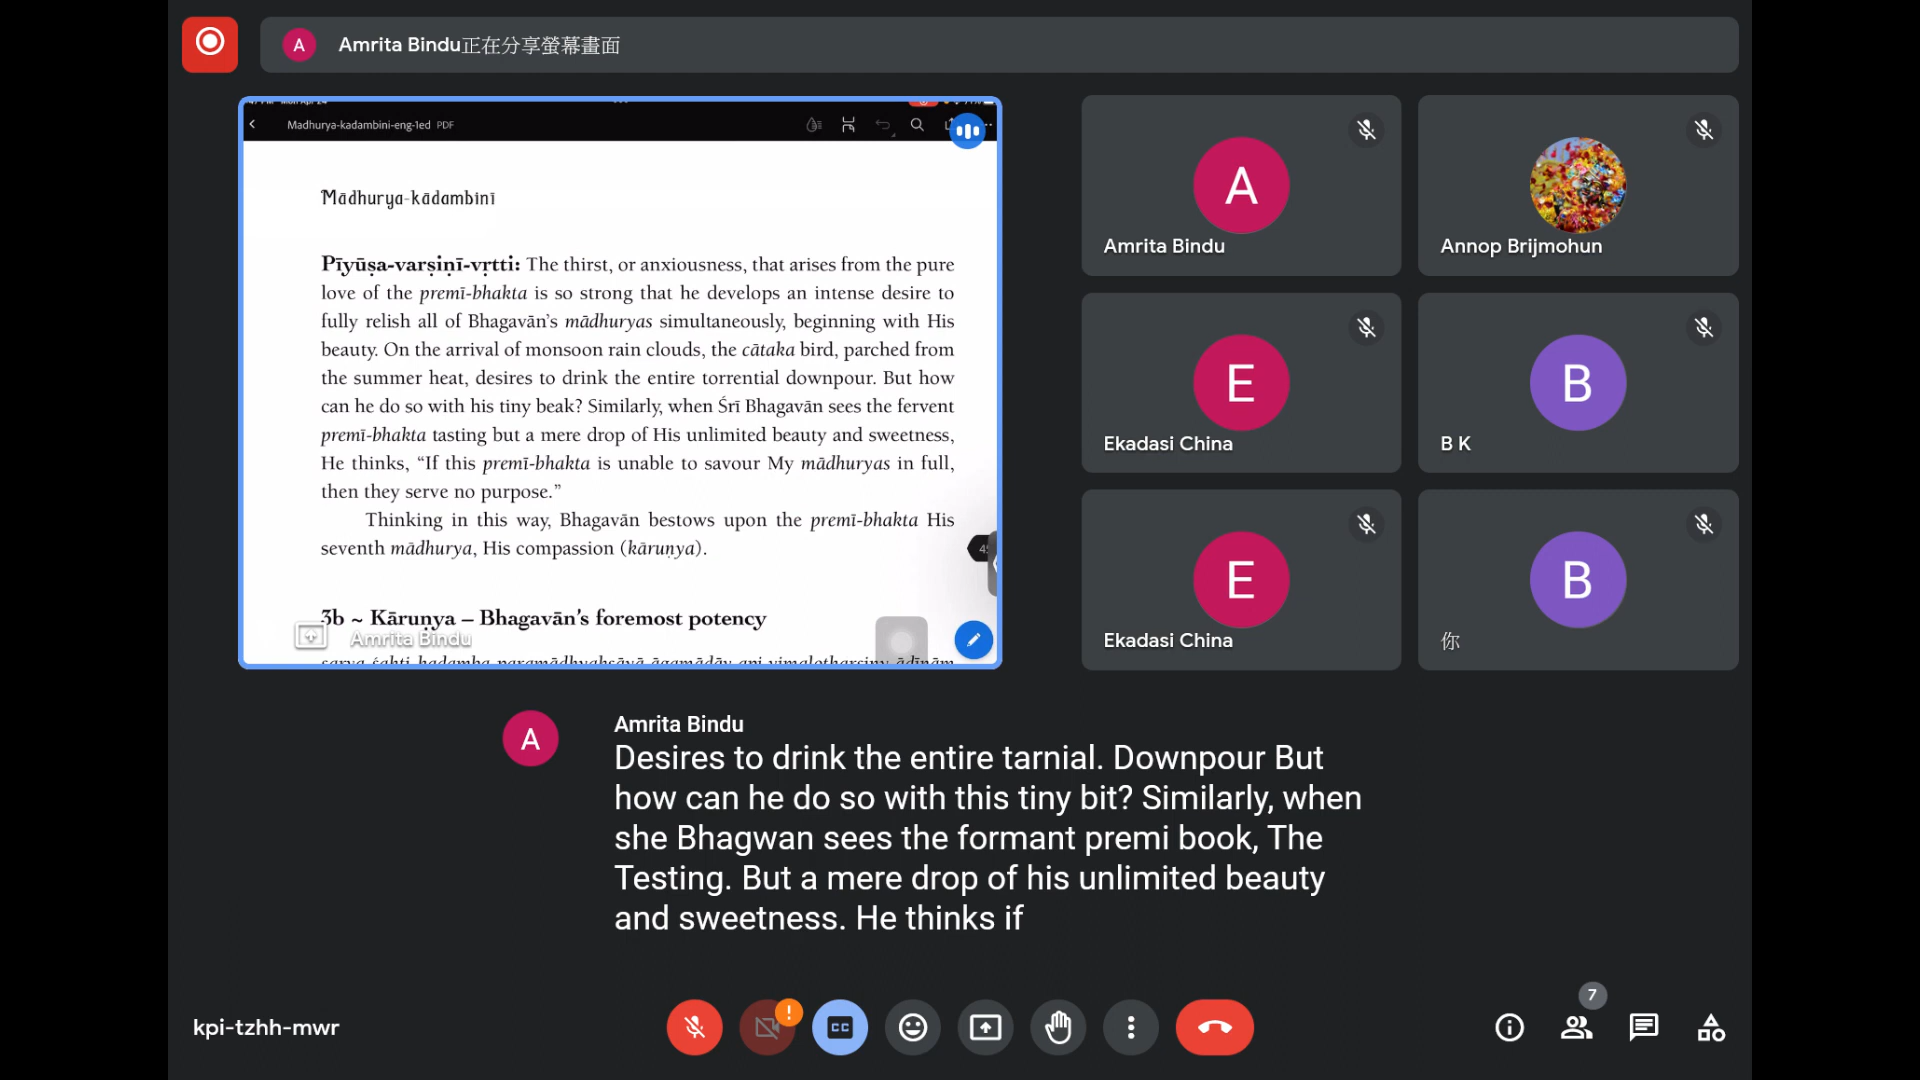 A Amrita Bindu正在分享螢幕畫面
Madhurya-kadambini-eng-1ed PDF
Mādhurya-kādambinī
Pīyūṣa-varṣiṇī-vṛtti: The thirst, or anxiousness, that arises from the pure
love of the premī-bhakta is so strong that he develops an intense desire to
fully relish all of Bhagavān's mādhuryas simultaneously, beginning with His
beauty. On the arrival of monsoon rain clouds, the cātaka bird, parched from
the summer heat, desires to drink the entire torrential downpour. But how
can he do so with his tiny beak? Similarly, when Śrī Bhagavān sees the fervent
premī-bhakta tasting but a mere drop of His unlimited beauty and sweetness,
He thinks, “If this premī-bhakta is unable to savour My mādhuryas in full,
then they serve no purpose.”
Thinking in this way, Bhagavān bestows upon the premī-bhakta His
seventh mādhurya, His compassion (kāruṇya).
3b ~ Kāruṇya – Bhagavān's foremost potency
Amrita Bindu
A
Amrita Bindu
Annop Brijmohun
E
Ekadasi China
B
B K
E
Ekadasi China
B
你
A
Amrita Bindu
Desires to drink the entire tarnial. Downpour But
how can he do so with this tiny bit? Similarly, when
she Bhagwan sees the formant premi book, The
Testing. But a mere drop of his unlimited beauty
and sweetness. He thinks if
kpi-tzhh-mwr
!
CC
7